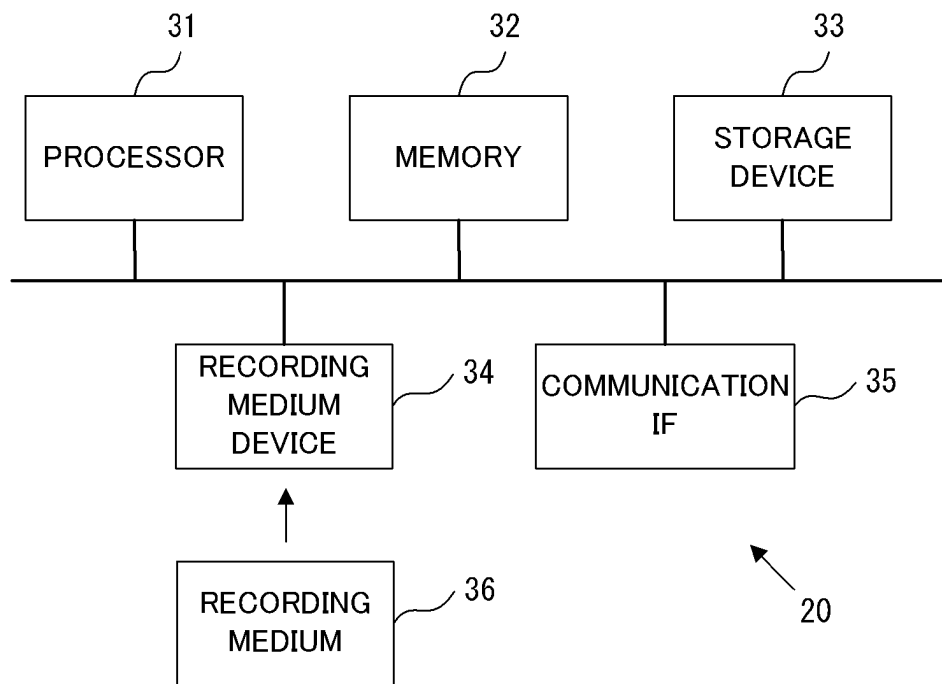 31
32
33
PROCESSOR
MEMORY
STORAGE
DEVICE
RECORDING
MEDIUM
DEVICE
34
COMMUNICATION
IF
35
RECORDING
MEDIUM
36
20